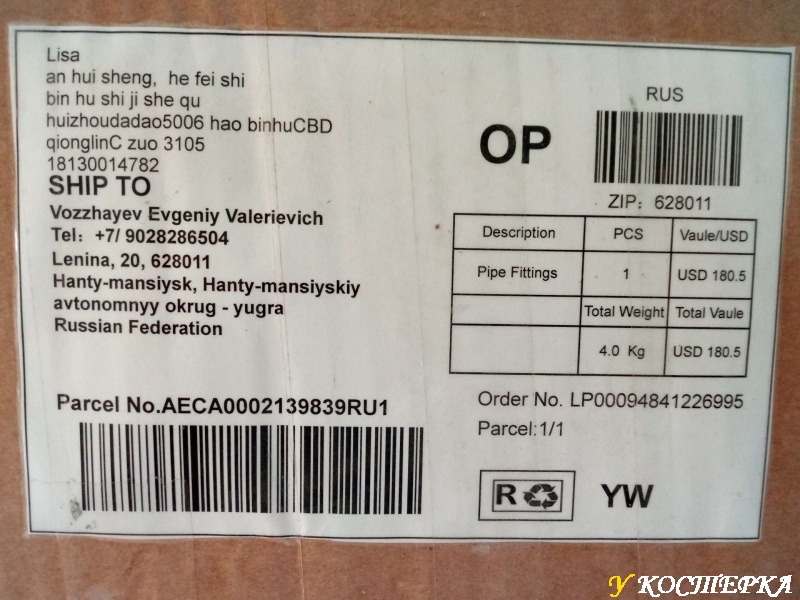 Lisa
an hui sheng, he fei shi
bin hu shi ji she qu
huizhoudadao5006 hao binhuCBD
qionglinC zuo 3105
18130014782
SHIP TO
Vozzhayev Evgeniy Valerievich
Tel: +7/ 9028286504
Lenina, 20, 628011
Hanty-mansiysk, Hanty-mansiyskiy
avtonomnyy okrug - yugra
Russian Federation
Parcel No.AECA0002139839RU1
OP
RUS
ZIP: 628011
Description PCS Vaule/USD
Pipe Fittings 1 USD 180.5
Total Weight Total Vaule
4.0 Kg USD 180.5
Order No. LP00094841226995
Parcel:1/1
R YW
У КОСТЕРКА